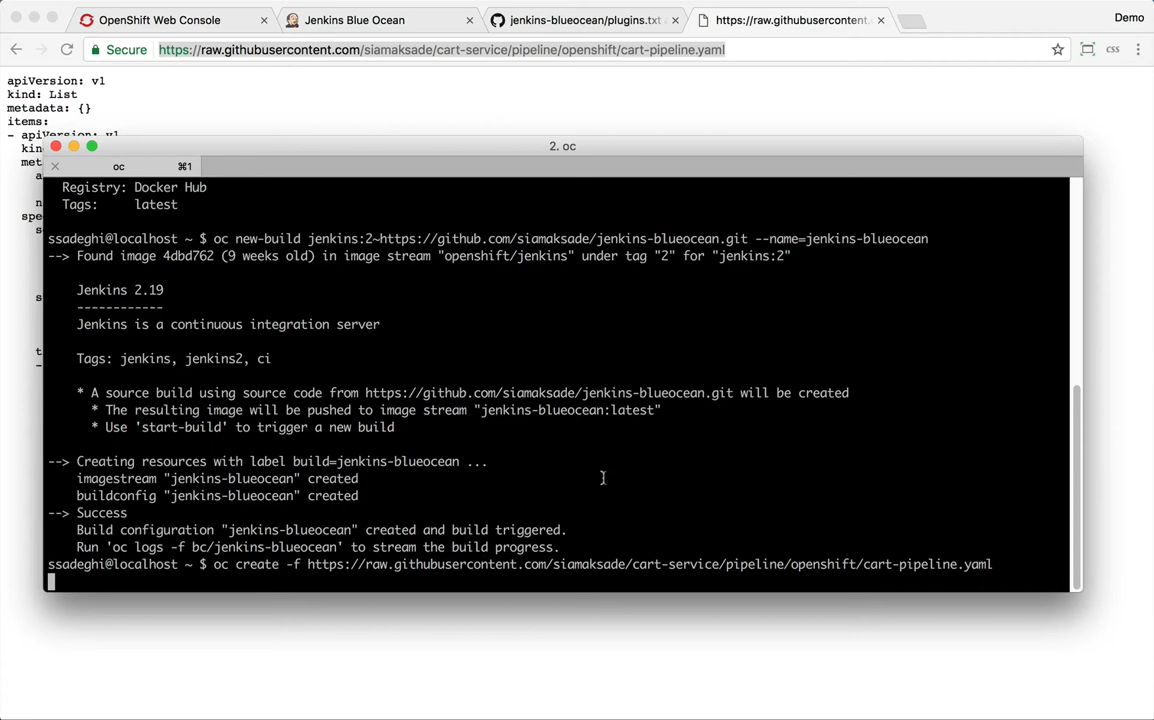 OpenShift Web Console
Jenkins Blue Ocean
jenkins-blueocean/plugins.txt
https://raw.githubusercontent.
Demo
Secure
https://raw.githubusercontent.com/siamaksade/cart-service/pipeline/openshift/cart-pipeline.yaml
css
apiVersion: v1
kind: List
metadata: {}
items:
- apiVersion: v1
kin
met
a
n
spe
s
s
t
-
2. oc
oc
⌘1
Registry: Docker Hub
Tags: latest
ssadeghi@localhost ~ $ oc new-build jenkins:2~https://github.com/siamaksade/jenkins-blueocean.git --name=jenkins-blueocean
--> Found image 4dbd762 (9 weeks old) in image stream "openshift/jenkins" under tag "2" for "jenkins:2"
Jenkins 2.19
------------
Jenkins is a continuous integration server
Tags: jenkins, jenkins2, ci
* A source build using source code from https://github.com/siamaksade/jenkins-blueocean.git will be created
* The resulting image will be pushed to image stream "jenkins-blueocean:latest"
* Use 'start-build' to trigger a new build
--> Creating resources with label build=jenkins-blueocean ...
imagestream "jenkins-blueocean" created
buildconfig "jenkins-blueocean" created
--> Success
Build configuration "jenkins-blueocean" created and build triggered.
Run 'oc logs -f bc/jenkins-blueocean' to stream the build progress.
ssadeghi@localhost ~ $ oc create -f https://raw.githubusercontent.com/siamaksade/cart-service/pipeline/openshift/cart-pipeline.yaml